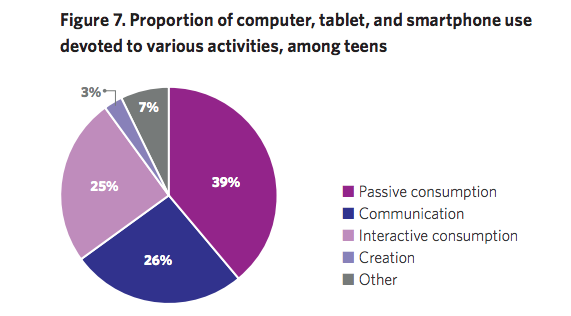 Figure 7. Proportion of computer, tablet, and smartphone use
devoted to various activities, among teens
3%
7%
39%
25%
26%
Passive consumption
Communication
Interactive consumption
Creation
Other